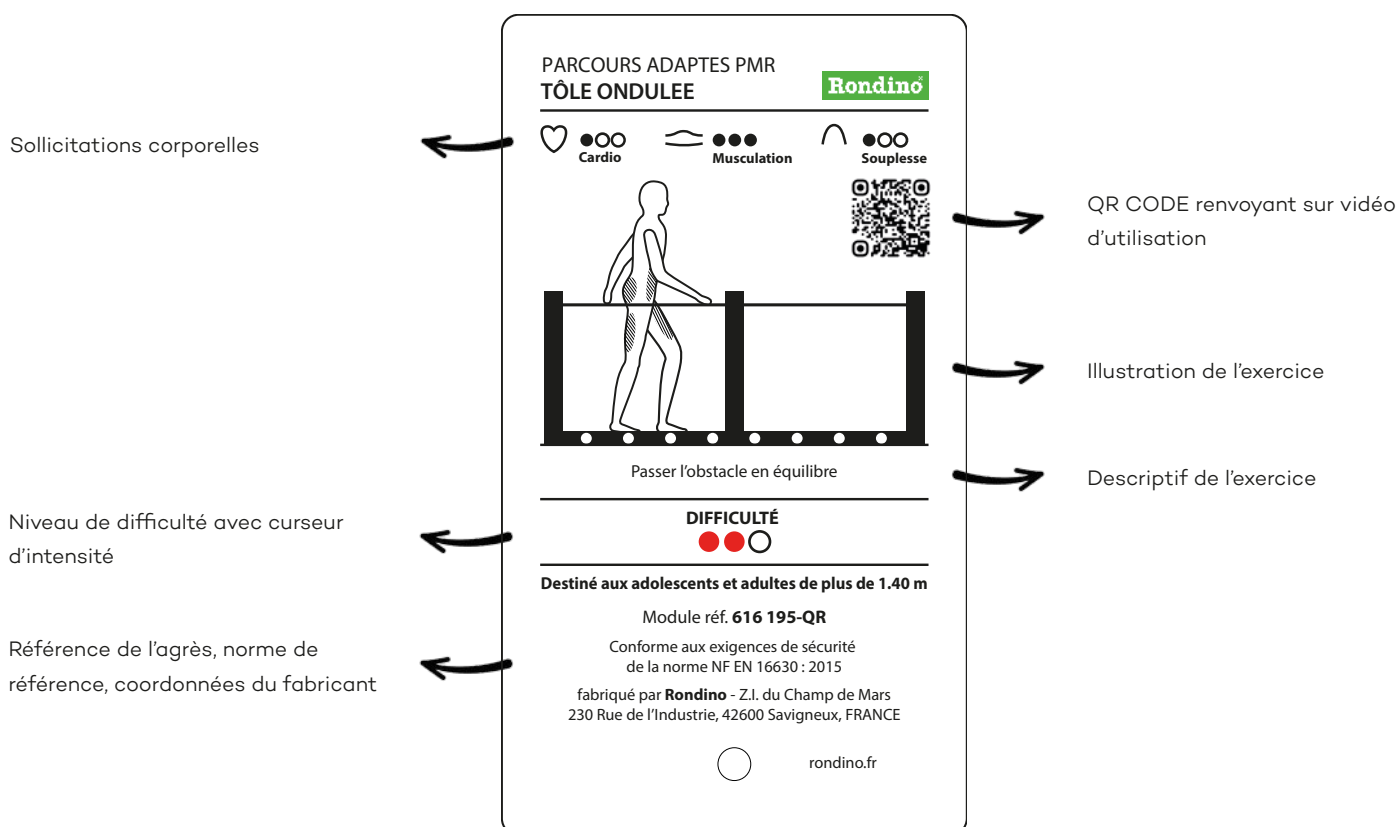 PARCOURS ADAPTES PMR
TÔLE ONDULEE
Rondino
Sollicitations corporelles
Cardio
Musculation
Souplesse
QR CODE renvoyant sur vidéo
d'utilisation
Illustration de l'exercice
Passer l'obstacle en équilibre
Descriptif de l'exercice
Niveau de difficulté avec curseur
d'intensité
DIFFICULTÉ
Destiné aux adolescents et adultes de plus de 1.40 m
Module réf. 616 195-QR
Référence de l'agrès, norme de
référence, coordonnées du fabricant
Conforme aux exigences de sécurité
de la norme NF EN 16630 : 2015
fabriqué par Rondino - Z.I. du Champ de Mars
230 Rue de l'Industrie, 42600 Savigneux, FRANCE
rondino.fr